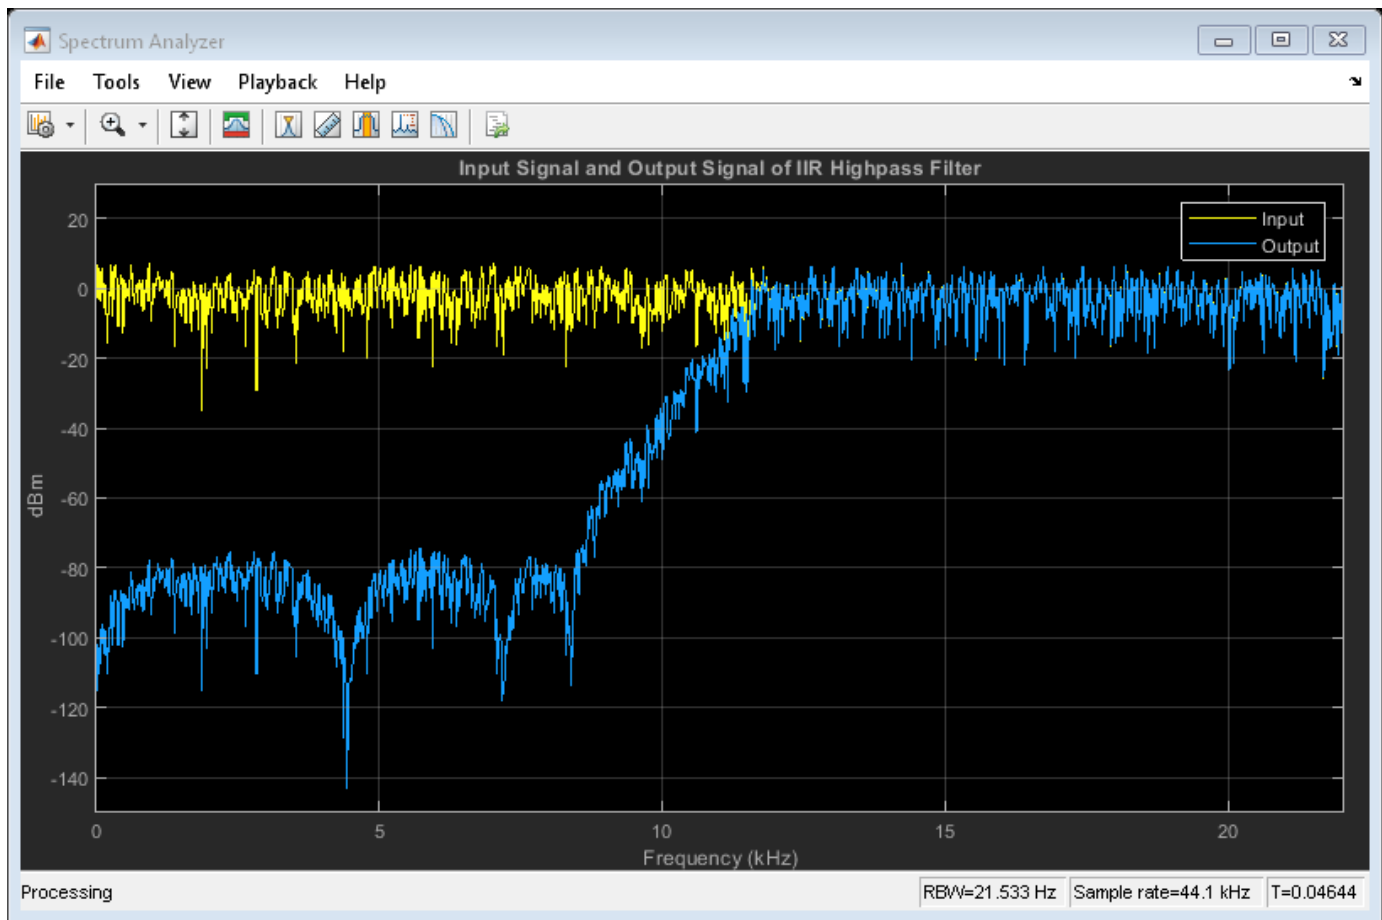 Spectrum Analyzer
File Tools View Playback Help
Input Signal and Output Signal of IIR Highpass Filter
Input
Output
20
0
-20
-40
-60
-80
-100
-120
-140
dBm
0 5 10 15 20
Frequency (kHz)
Processing RBW=21.533 Hz Sample rate=44.1 kHz T=0.04644